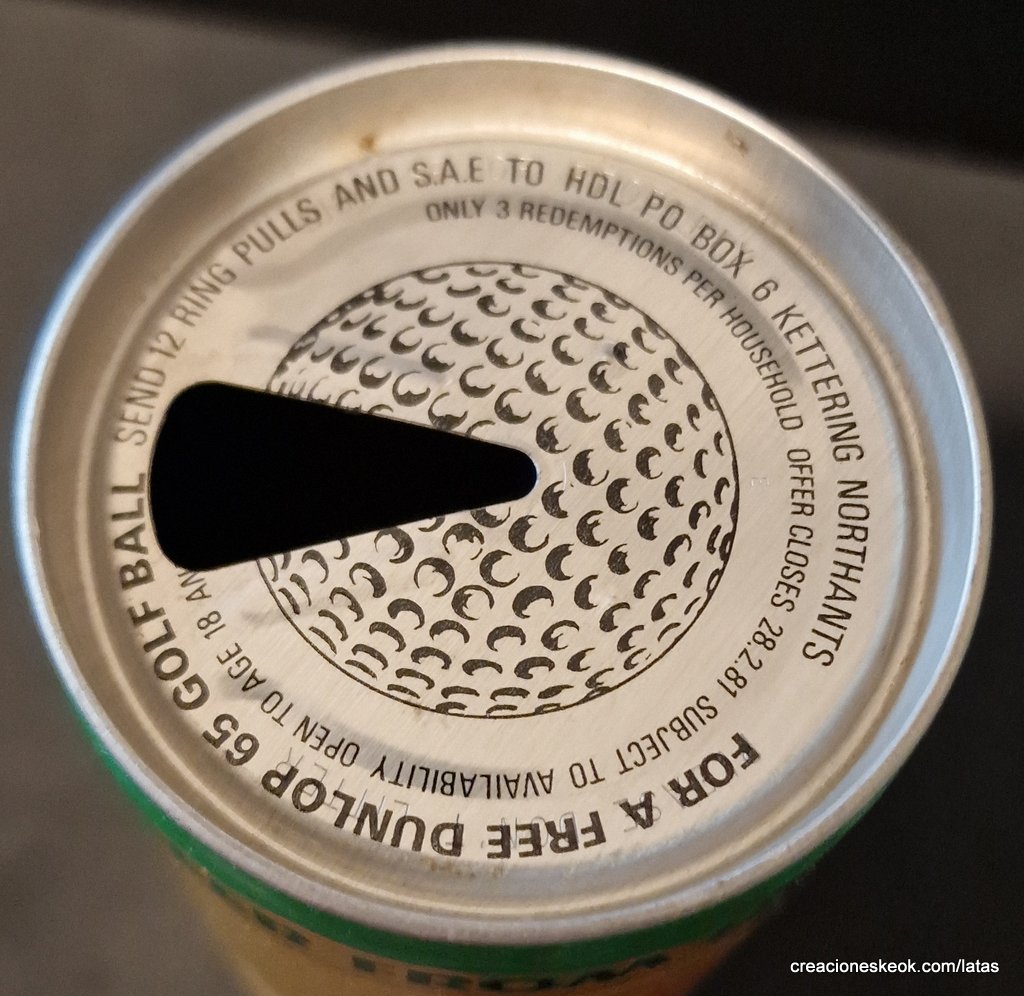 FOR A FREE DUNLOP 65 GOLF BALL SEND 12 RING PULLS AND S.A.E TO HDL PO BOX 6 KETTERING NORTHANTS
ONLY 3 REDEMPTIONS PER HOUSEHOLD OFFER CLOSES 28.2.81 SUBJECT TO AVAILABILITY OPEN TO AGE 18 AN
creacioneskeok.com/latas